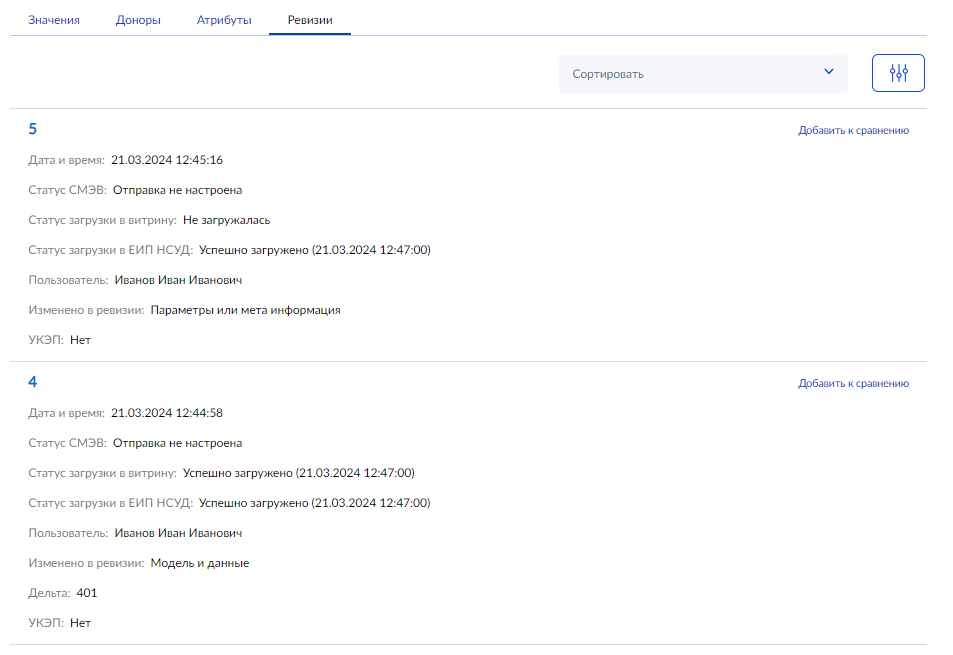 Значения Доноры Атрибуты Ревизии
Сортировать
5 Добавить к сравнению
Дата и время: 21.03.2024 12:45:16
Статус СМЭВ: Отправка не настроена
Статус загрузки в витрину: Не загружалась
Статус загрузки в ЕИП НСУД: Успешно загружено (21.03.2024 12:47:00)
Пользователь: Иванов Иван Иванович
Изменено в ревизии: Параметры или мета информация
УКЭП: Нет
4 Добавить к сравнению
Дата и время: 21.03.2024 12:44:58
Статус СМЭВ: Отправка не настроена
Статус загрузки в витрину: Успешно загружено (21.03.2024 12:47:00)
Статус загрузки в ЕИП НСУД: Успешно загружено (21.03.2024 12:47:00)
Пользователь: Иванов Иван Иванович
Изменено в ревизии: Модель и данные
Дельта: 401
УКЭП: Нет